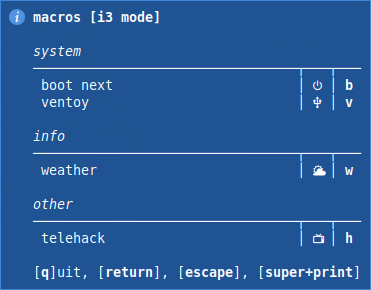 macros [i3 mode]
system
boot next b
ventoy v
info
weather w
other
telehack h
[q]uit, [return], [escape], [super+print]